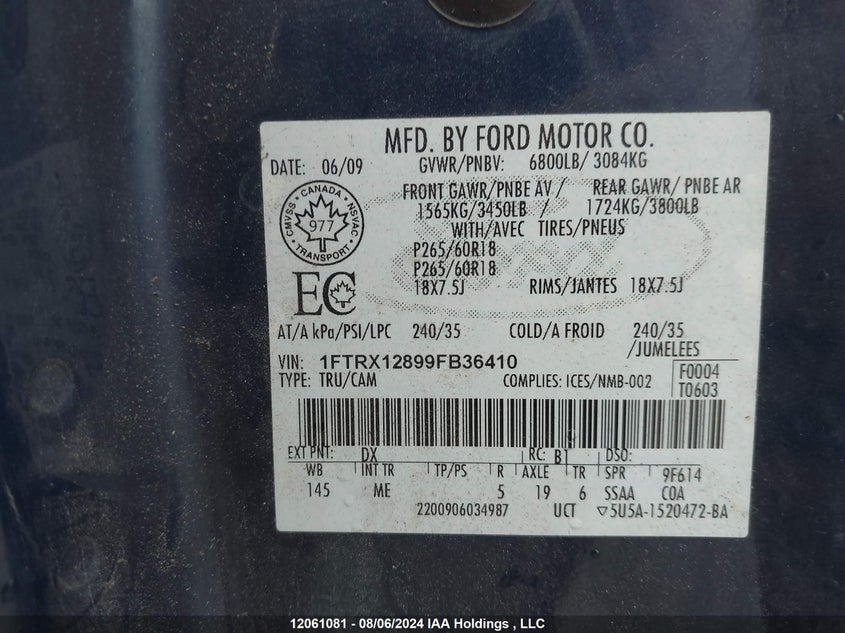 MFD. BY FORD MOTOR CO.
DATE: 06/09 GVWR/PNBV: 6800LB/ 3084KG
FRONT GAWR/PNBE AV / REAR GAWR/ PNBE AR
1565KG/3450LB / 1724KG/3800LB
WITH/AVEC TIRES/PNEUS
CANADA
CMVSS NSVAC
977
TRANSPORT
P265/60R18
P265/60R18
18X7.5J RIMS/JANTES 18X7.5J
EC
AT/A kPa/PSI/LPC 240/35 COLD/A FROID 240/35
/JUMELEES
VIN: 1FTRX12899FB36410
TYPE: TRU/CAM COMPLIES: ICES/NMB-002
F0004
T0603
EXT PNT: DX RC: B1 DSO:
WB INT TR TP/PS R AXLE TR SPR 9F614
145 ME 5 19 6 SSAA COA
2200906034987 UCT ▽5U5A-1520472-BA
12061081 - 08/06/2024 IAA Holdings , LLC